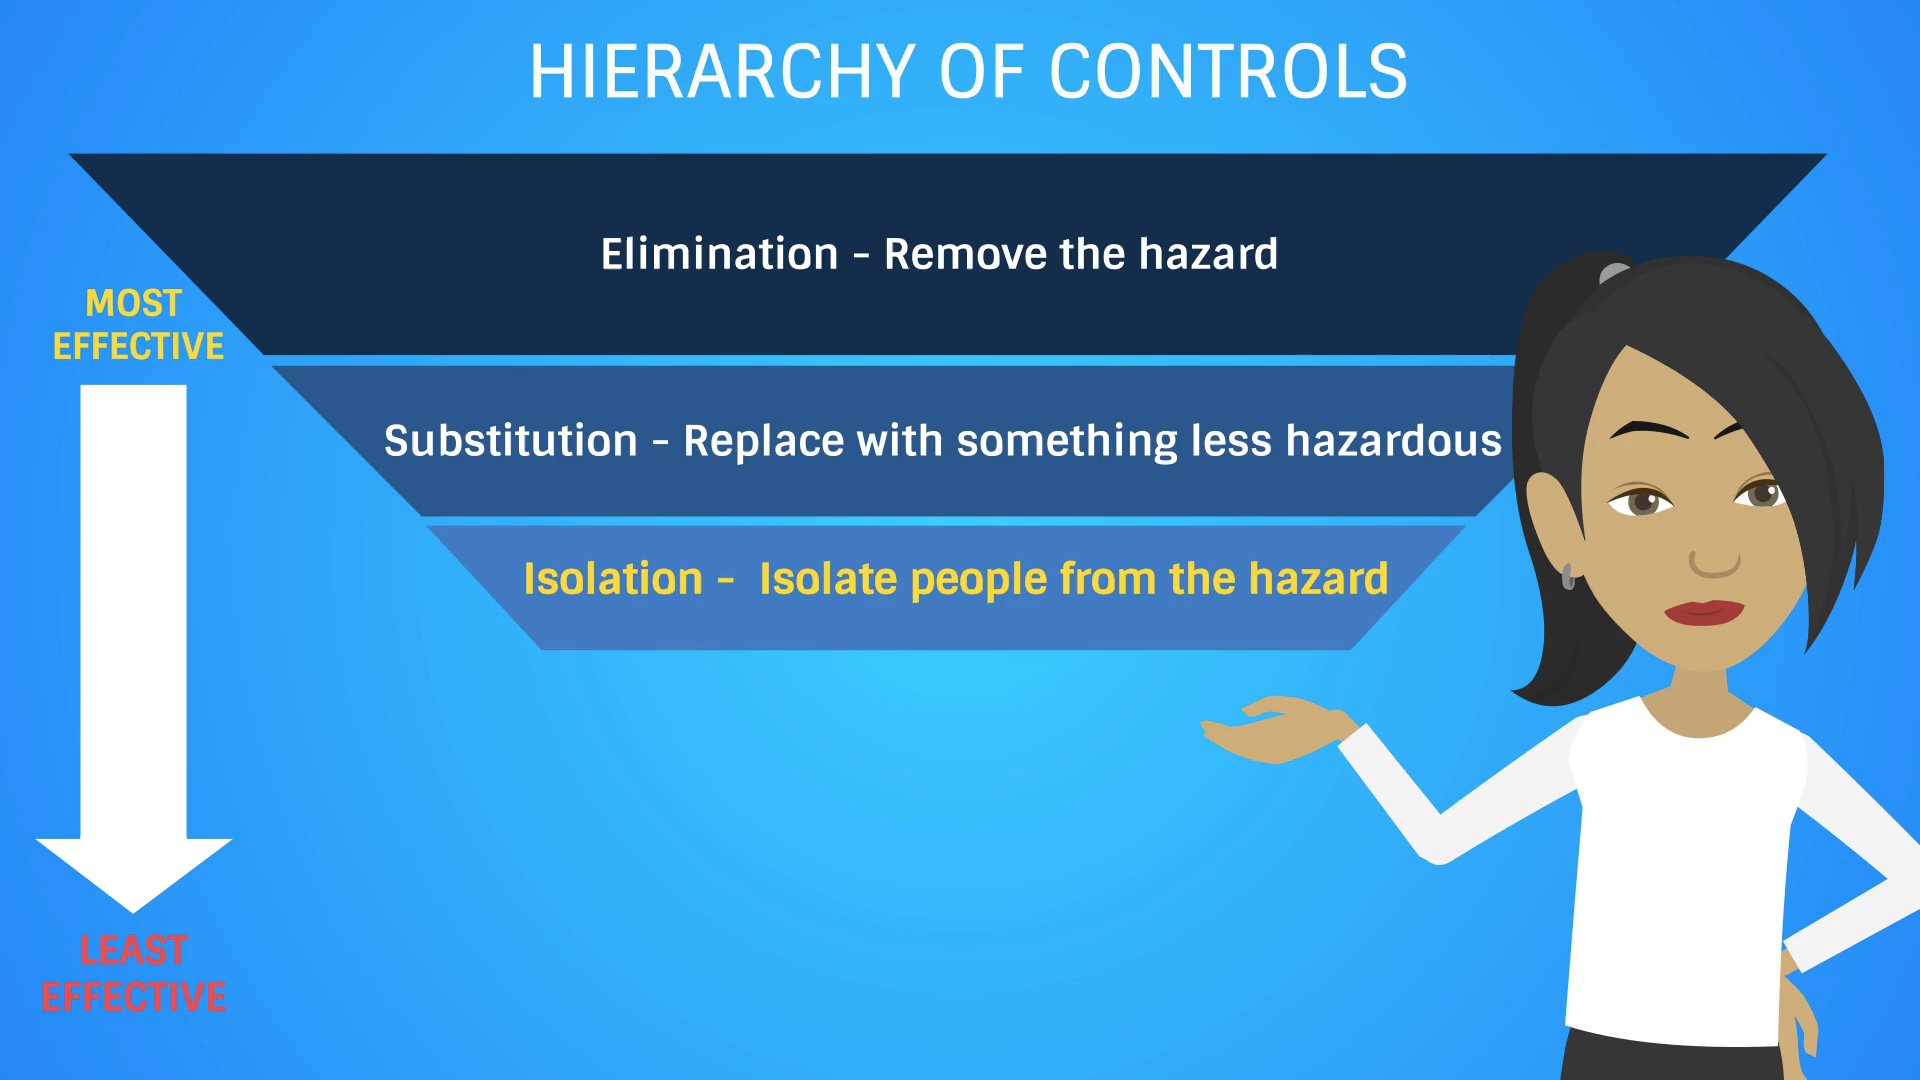 HIERARCHY OF CONTROLS
Elimination - Remove the hazard
MOST
EFFECTIVE
Substitution - Replace with something less hazardous
Isolation - Isolate people from the hazard
LEAST
EFFECTIVE